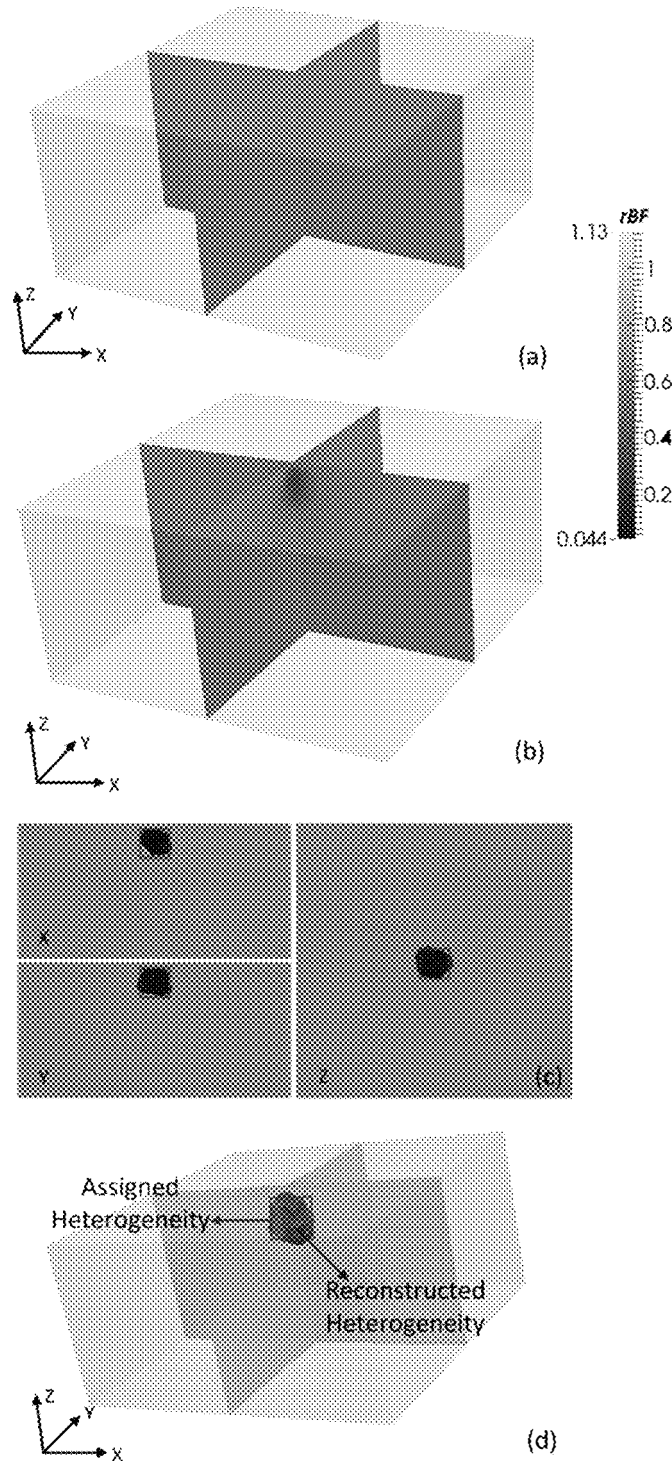 rBF
1.13
1
0.8
0.6
0.4
0.2
0.044
Z
Y
X
(a)
Z
Y
X
(b)
X
Y
Z
(c)
Assigned
Heterogeneity
Reconstructed
Heterogeneity
Z
Y
X
(d)